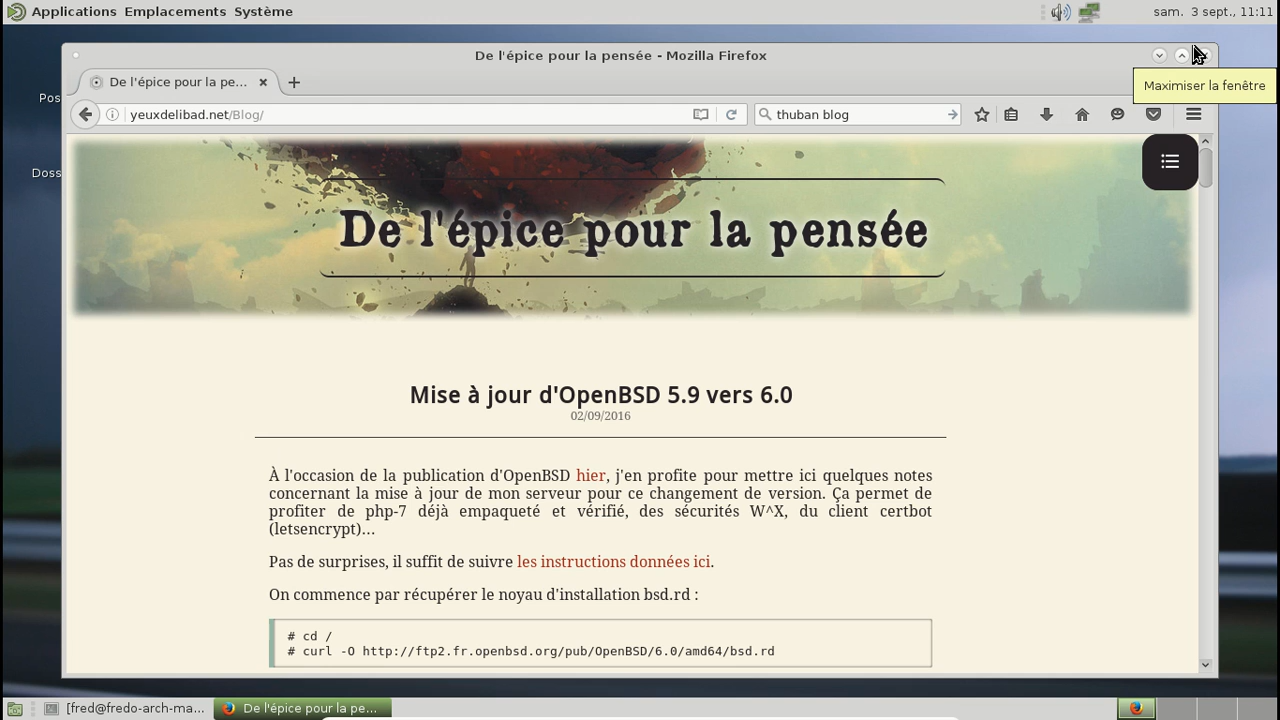 Applications Emplacements Système
sam. 3 sept., 11:11
De l'épice pour la pensée - Mozilla Firefox
Maximiser la fenêtre
De l'épice pour la pe...
Pos
yeuxdelibad.net/Blog/
thuban blog
Doss
De l'épice pour la pensée
Mise à jour d'OpenBSD 5.9 vers 6.0
02/09/2016
À l'occasion de la publication d'OpenBSD hier, j'en profite pour mettre ici quelques notes
concernant la mise à jour de mon serveur pour ce changement de version. Ça permet de
profiter de php-7 déjà empaqueté et vérifié, des sécurités W^X, du client certbot
(letsencrypt)...
Pas de surprises, il suffit de suivre les instructions données ici.
On commence par récupérer le noyau d'installation bsd.rd :
# cd /
# curl -O http://ftp2.fr.openbsd.org/pub/OpenBSD/6.0/amd64/bsd.rd
[fred@fredo-arch-ma...
De l'épice pour la pe...